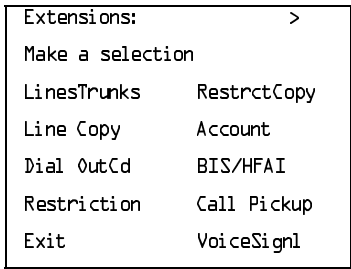 Extensions: >
Make a selection
LinesTrunks RestrctCopy
Line Copy Account
Dial OutCd BIS/HFAI
Restriction Call Pickup
Exit VoiceSignl